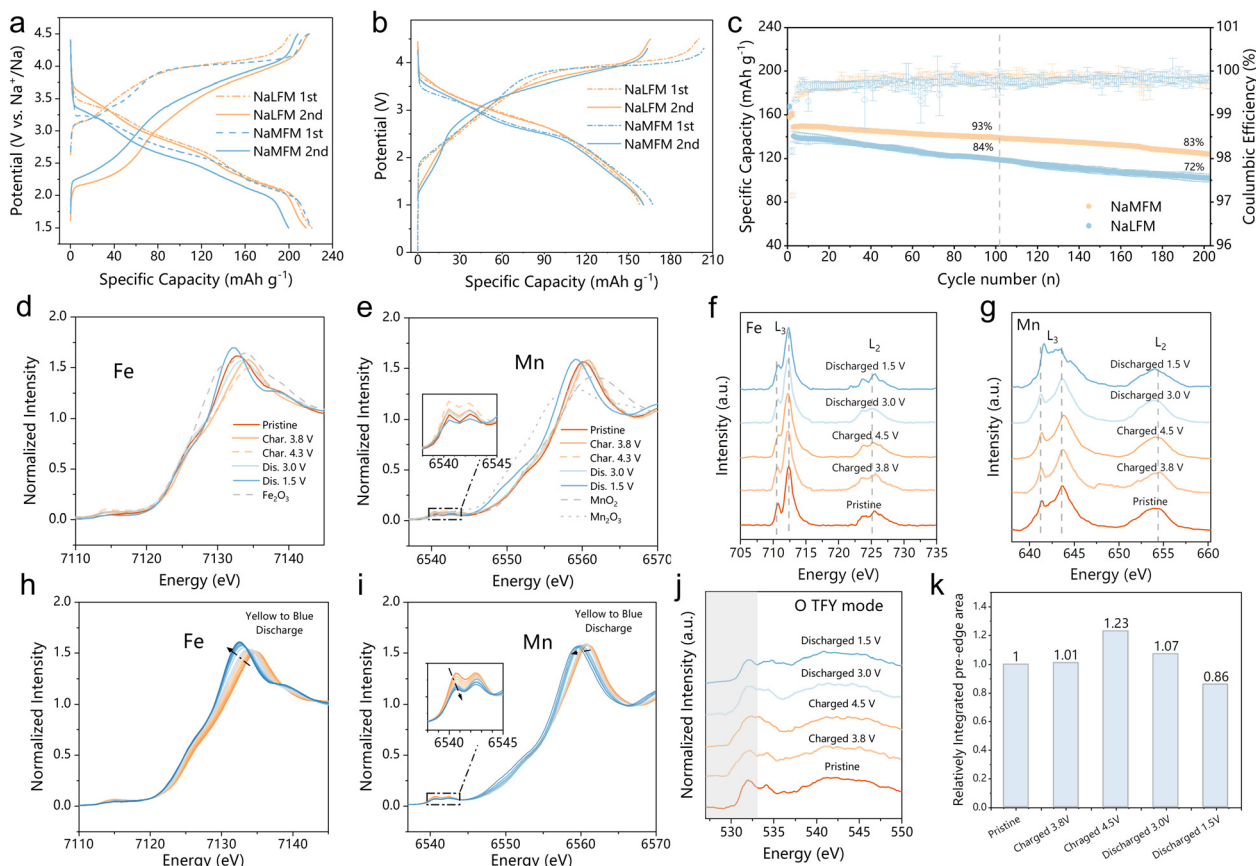 a
4.5
4.0
3.5
3.0
2.5
2.0
1.5
Potential (V vs. Na⁺/Na)
NaLFM 1st
NaLFM 2nd
NaMFM 1st
NaMFM 2nd
0 40 80 120 160 200 240
Specific Capacity (mAh g⁻¹)
b
4
3
2
1
0
Potential (V)
NaLFM 1st
NaLFM 2nd
NaMFM 1st
NaMFM 2nd
0 30 60 90 120 150 180 210
Specific Capacity (mAh g⁻¹)
c
240
200
160
120
80
40
Specific Capacity (mAh g⁻¹)
101
100
99
98
97
96
Coulumbic Efficiency (%)
93%
84%
83%
72%
NaMFM
NaLFM
0 20 40 60 80 100 120 140 160 180 200
Cycle number (n)
d
Fe
2.0
1.5
1.0
0.5
0.0
Normalized Intensity
Pristine
Char. 3.8 V
Char. 4.3 V
Dis. 3.0 V
Dis. 1.5 V
Fe₂O₃
7110 7120 7130 7140
Energy (eV)
e
Mn
2.0
1.5
1.0
0.5
0.0
Normalized Intensity
6540 6545
Pristine
Char. 3.8 V
Char. 4.3 V
Dis. 3.0 V
Dis. 1.5 V
MnO₂
Mn₂O₃
6540 6550 6560 6570
Energy (eV)
f
Fe
L₃
L₂
Intensity (a.u.)
Discharged 1.5 V
Discharged 3.0 V
Charged 4.5 V
Charged 3.8 V
Pristine
705 710 715 720 725 730 735
Energy (eV)
g
Mn
L₃
L₂
Intensity (a.u.)
Discharged 1.5 V
Discharged 3.0 V
Charged 4.5 V
Charged 3.8 V
Pristine
640 645 650 655 660
Energy (eV)
h
Fe
Yellow to Blue
Discharge
2.0
1.5
1.0
0.5
0.0
Normalized Intensity
7110 7120 7130 7140
Energy (eV)
i
Mn
Yellow to Blue
Discharge
2.0
1.5
1.0
0.5
0.0
Normalized Intensity
6540 6545
6540 6550 6560 6570
Energy (eV)
j
O TFY mode
Normalized Intensity (a.u.)
Discharged 1.5 V
Discharged 3.0 V
Charged 4.5 V
Charged 3.8 V
Pristine
530 535 540 545 550
Energy (eV)
k
1.4
1.2
1.0
0.8
0.6
0.4
0.2
0.0
Relatively Integrated pre-edge area
1
1.01
1.23
1.07
0.86
Pristine
Charged 3.8V
Chraged 4.5V
Discharged 3.0V
Discharged 1.5V